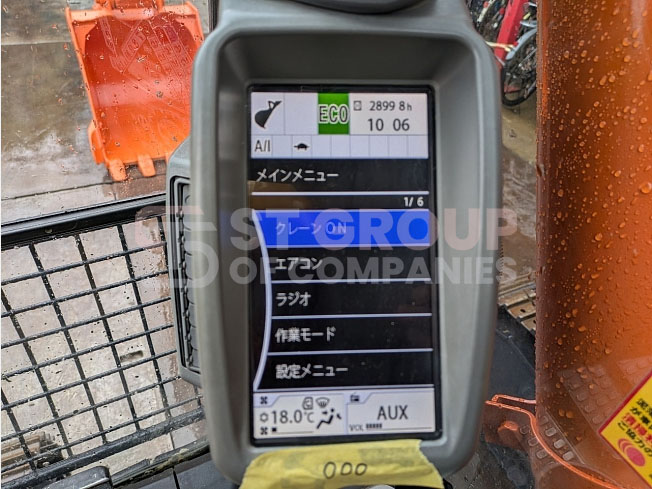 ECO
2899 8h
10 06
A/I
メインメニュー
1/6
クレーン ON
ST GROUP
OF COMPANIES
エアコン
ラジオ
作業モード
設定メニュー
18.0℃
AUX
VOL
000